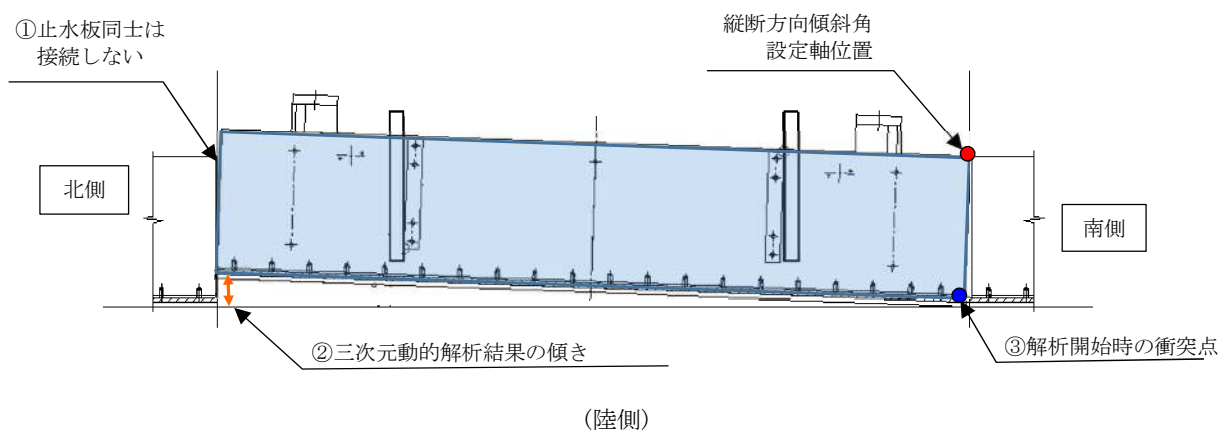 ①止水板同士は
接続しない
縦断方向傾斜角
設定軸位置
北側
南側
②三次元動的解析結果の傾き
③解析開始時の衝突点
（陸側）